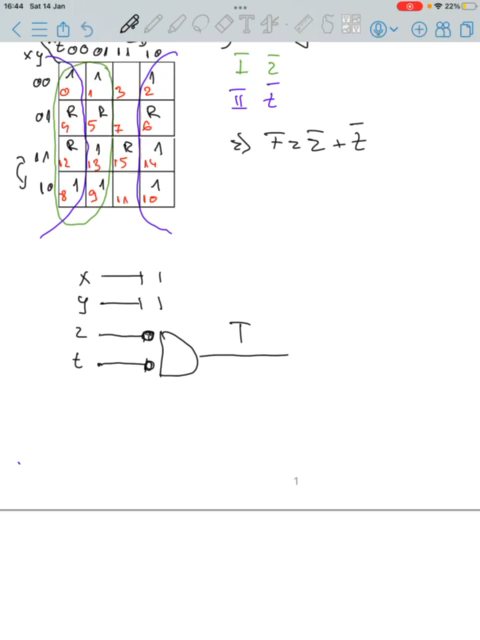 16:44 Sat 14 Jan
22%
zt 00 01 11 10
xy
00 1 1 1
0 1 3 2
01 R R R
4 5 7 6
11 R 1 R 1
12 13 15 14
10 1 1 1
8 9 11 10
I z̅
II t̅
=> F = z̅ + t̅
x 1
y 1
z
t
T
1